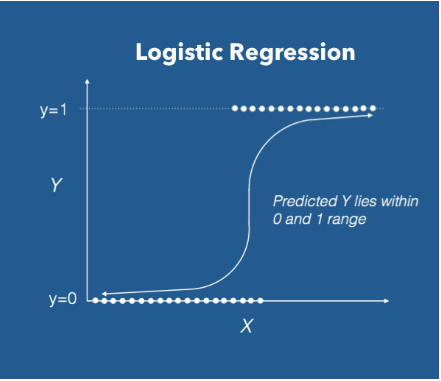 Logistic Regression
y=1
Y
Predicted Y lies within
0 and 1 range
y=0
X